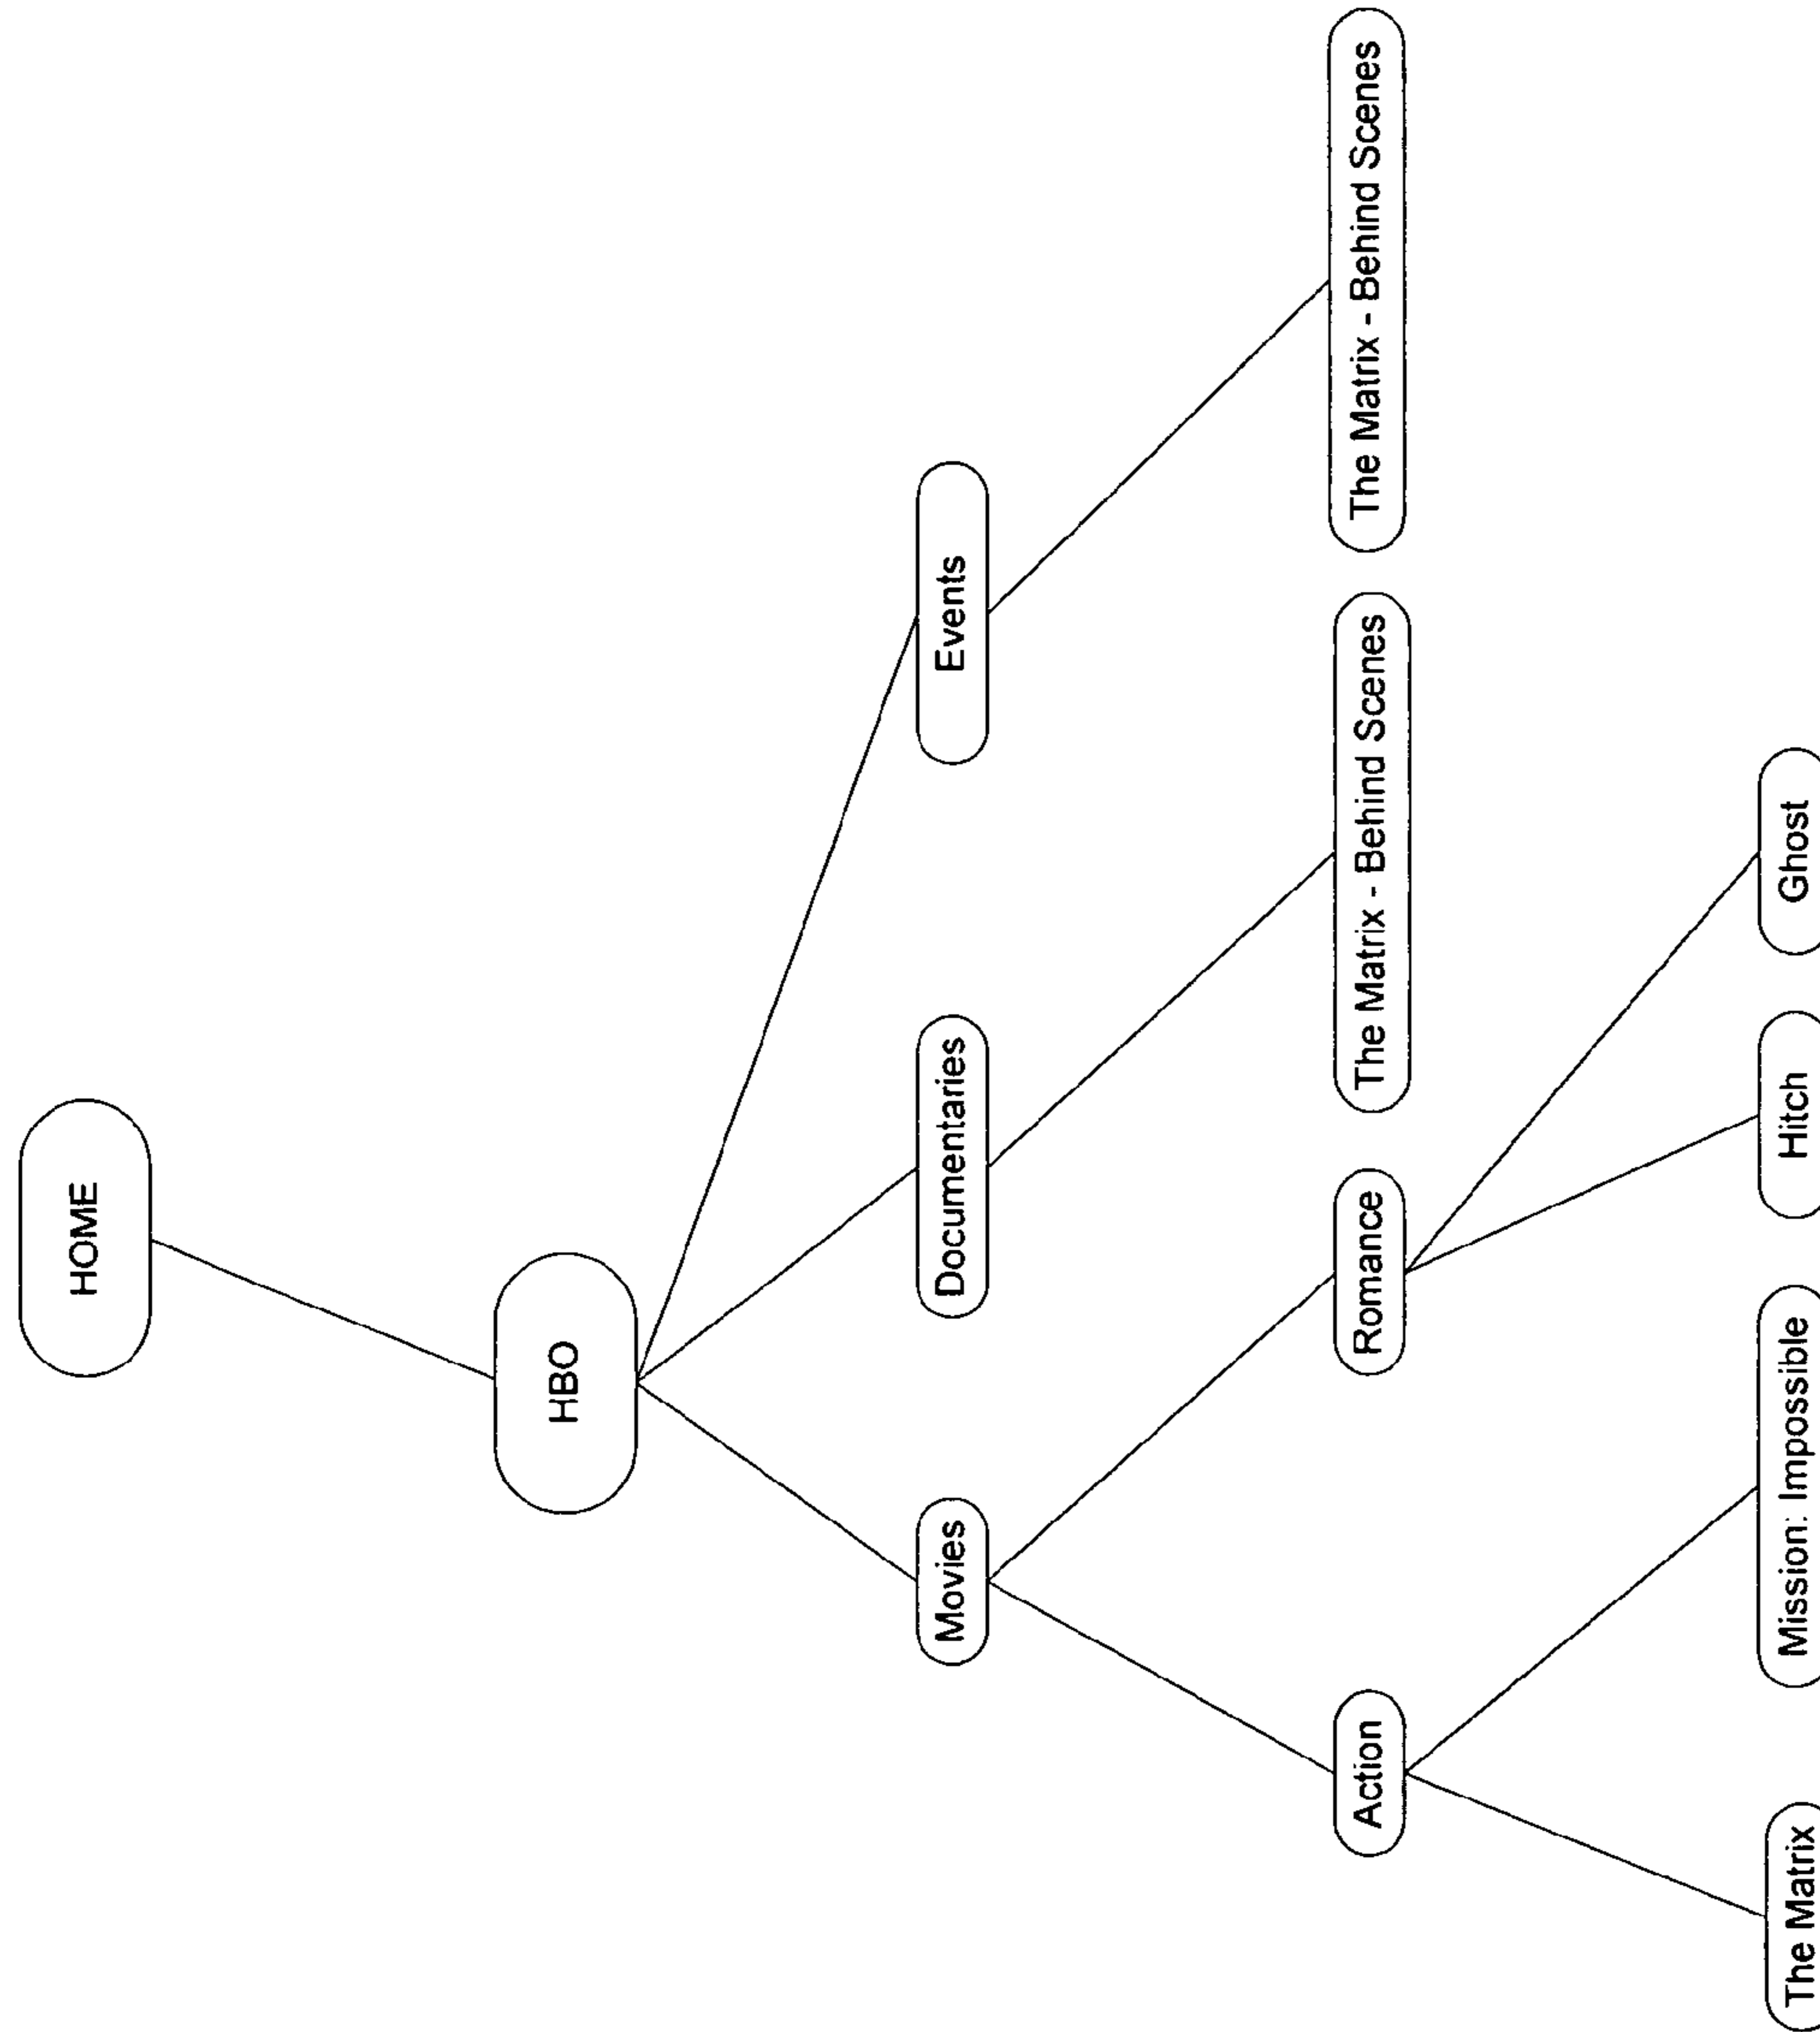 HOME
HBO
Movies
Documentaries
Events
Action
Romance
The Matrix - Behind Scenes
The Matrix - Behind Scenes
The Matrix
Mission: Impossible
Hitch
Ghost